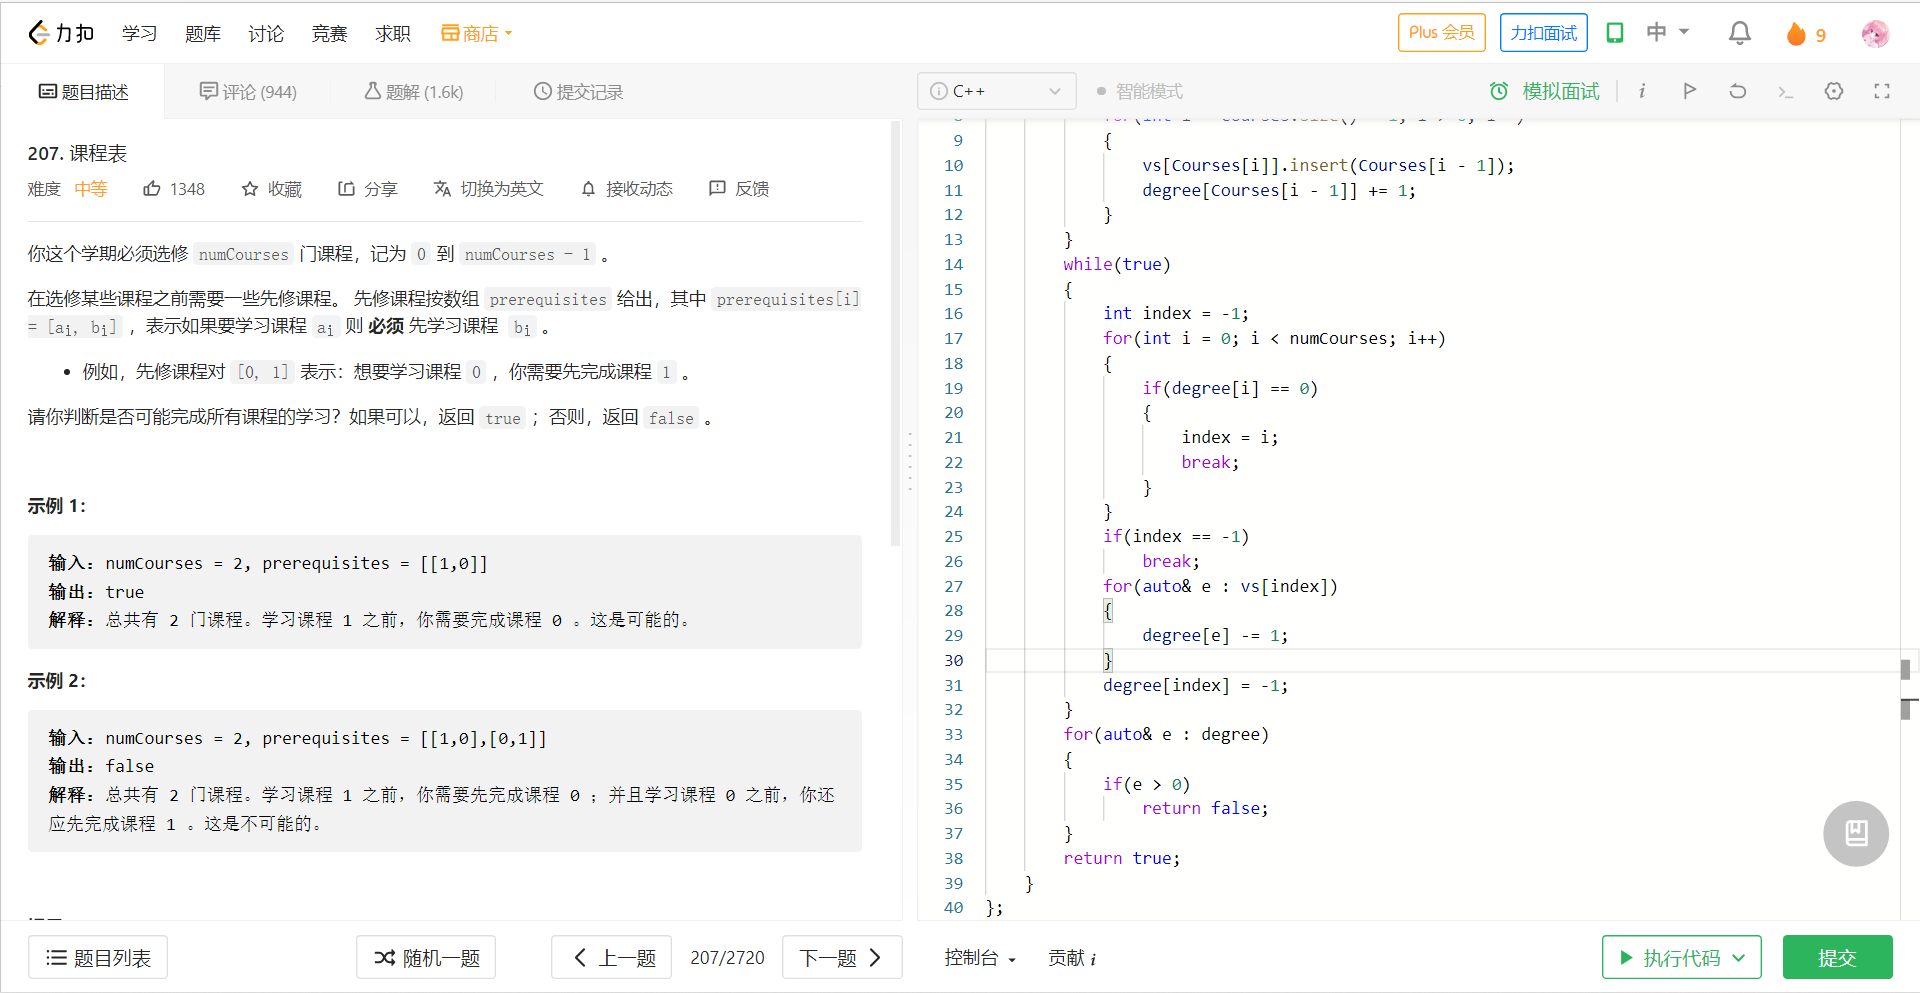 力扣 学习 题库 讨论 竞赛 求职 商店 Plus 会员 力扣面试 中 9
题目描述 评论 (944) 题解 (1.6k) 提交记录
207. 课程表
难度 中等 1348 收藏 分享 切换为英文 接收动态 反馈
你这个学期必须选修 numCourses 门课程，记为 0 到 numCourses - 1 。
在选修某些课程之前需要一些先修课程。 先修课程按数组 prerequisites 给出，其中 prerequisites[i]
= [ai, bi] ，表示如果要学习课程 ai 则 必须 先学习课程 bi 。
• 例如，先修课程对 [0, 1] 表示：想要学习课程 0 ，你需要先完成课程 1 。
请你判断是否可能完成所有课程的学习？如果可以，返回 true ；否则，返回 false 。
示例 1：
输入：numCourses = 2, prerequisites = [[1,0]]
输出：true
解释：总共有 2 门课程。学习课程 1 之前，你需要完成课程 0 。这是可能的。
示例 2：
输入：numCourses = 2, prerequisites = [[1,0],[0,1]]
输出：false
解释：总共有 2 门课程。学习课程 1 之前，你需要先完成课程 0 ；并且学习课程 0 之前，你还
应先完成课程 1 。这是不可能的。
题目列表 随机一题 上一题 207/2720 下一题
C++ 智能模式 模拟面试 i
9 {
10 vs[Courses[i]].insert(Courses[i - 1]);
11 degree[Courses[i - 1]] += 1;
12 }
13 }
14 while(true)
15 {
16 int index = -1;
17 for(int i = 0; i < numCourses; i++)
18 {
19 if(degree[i] == 0)
20 {
21 index = i;
22 break;
23 }
24 }
25 if(index == -1)
26 break;
27 for(auto& e : vs[index])
28 {
29 degree[e] -= 1;
30 }
31 degree[index] = -1;
32 }
33 for(auto& e : degree)
34 {
35 if(e > 0)
36 return false;
37 }
38 return true;
39 }
40 };
控制台 贡献 i 执行代码 提交